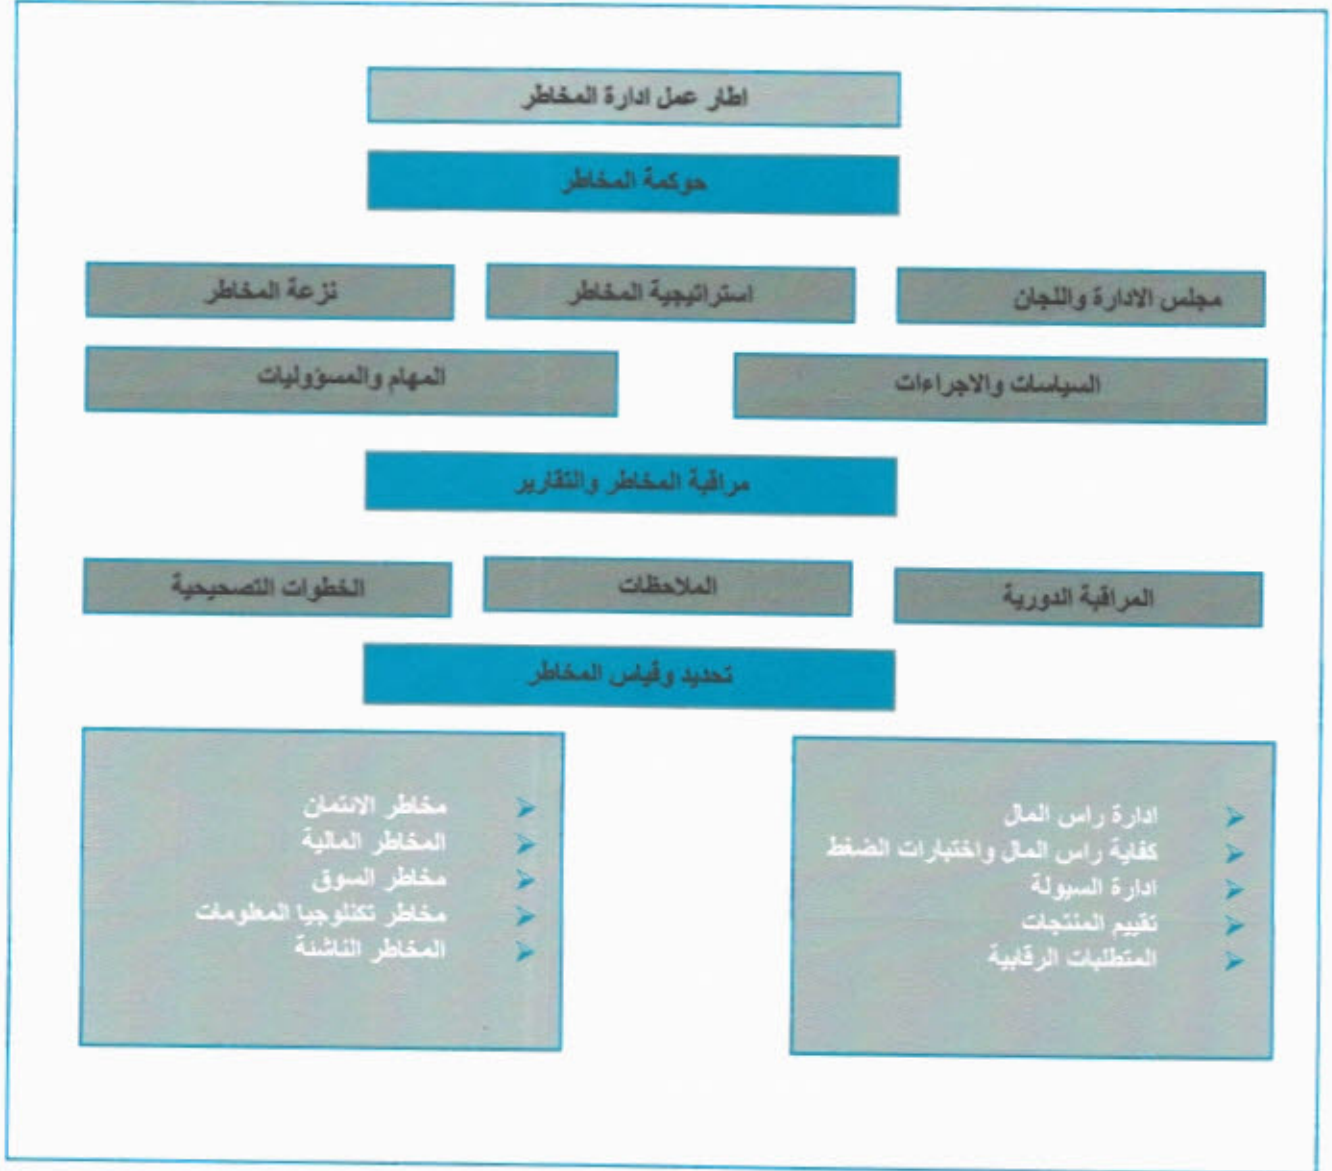 اطار عمل ادارة المخاطر
حوكمة المخاطر
مجلس الادارة واللجان
استراتيجية المخاطر
نزعة المخاطر
السياسات والاجراءات
المهام والمسؤوليات
مراقبة المخاطر والتقارير
المراقبة الدورية
الملاحظات
الخطوات التصحيحية
تحديد وقياس المخاطر
ادارة راس المال
كفاية راس المال واختبارات الضغط
ادارة السيولة
تقييم المنتجات
المتطلبات الرقابية
مخاطر الائتمان
المخاطر المالية
مخاطر السوق
مخاطر تكنلوجيا المعلومات
المخاطر الناشئة